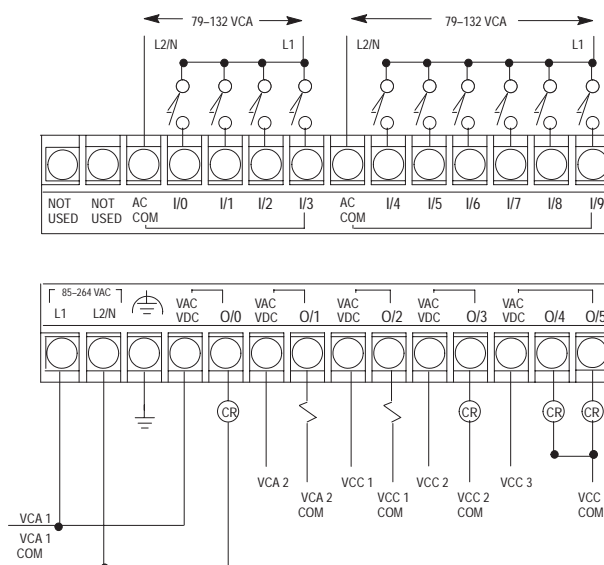 79–132 VCA 79–132 VCA
L2/N L1 L2/N L1
NOT USED NOT USED AC COM I/0 I/1 I/2 I/3 AC COM I/4 I/5 I/6 I/7 I/8 I/9
85–264 VAC
L1 L2/N VAC VDC O/0 VAC VDC O/1 VAC VDC O/2 VAC VDC O/3 VAC VDC O/4 O/5
CR CR CR CR
VCA 2 VCA 2 COM VCC 1 VCC 1 COM VCC 2 VCC 2 COM VCC 3 VCC COM
VCA 1
VCA 1 COM